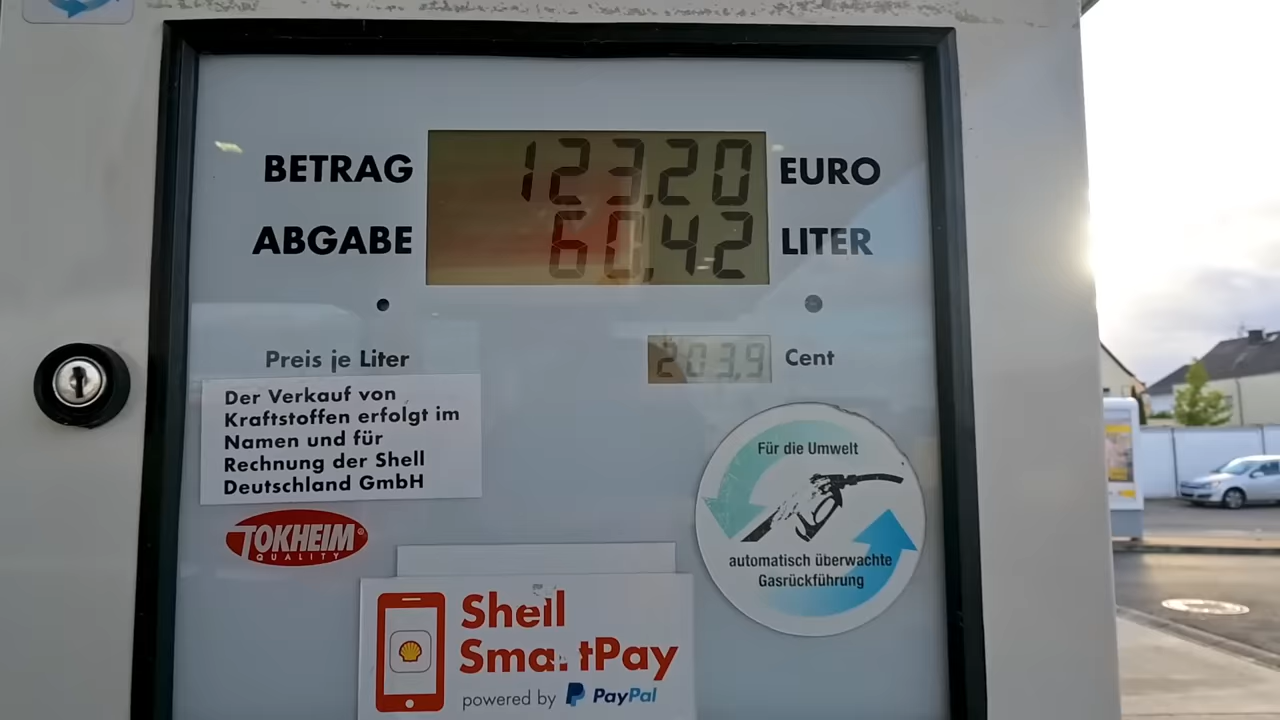 BETRAG 123,20 EURO
ABGABE 60,42 LITER
Preis je Liter 203,9 Cent
Der Verkauf von
Kraftstoffen erfolgt im
Namen und für
Rechnung der Shell
Deutschland GmbH
TOKHEIM
QUALITY
Für die Umwelt
automatisch überwachte
Gasrückführung
Shell
SmartPay
powered by PayPal